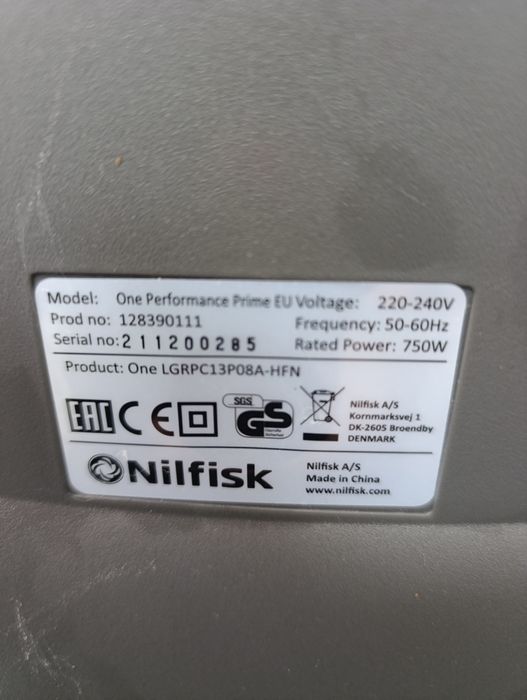 Model: One Performance Prime EU Voltage: 220-240V
Prod no: 128390111 Frequency: 50-60Hz
Serial no: 211200285 Rated Power: 750W
Product: One LGRPC13P08A-HFN
EAC CE SGS GS
Nilfisk A/S
Kornmarksvej 1
DK-2605 Broendby
DENMARK
Nilfisk
Nilfisk A/S
Made in China
www.nilfisk.com